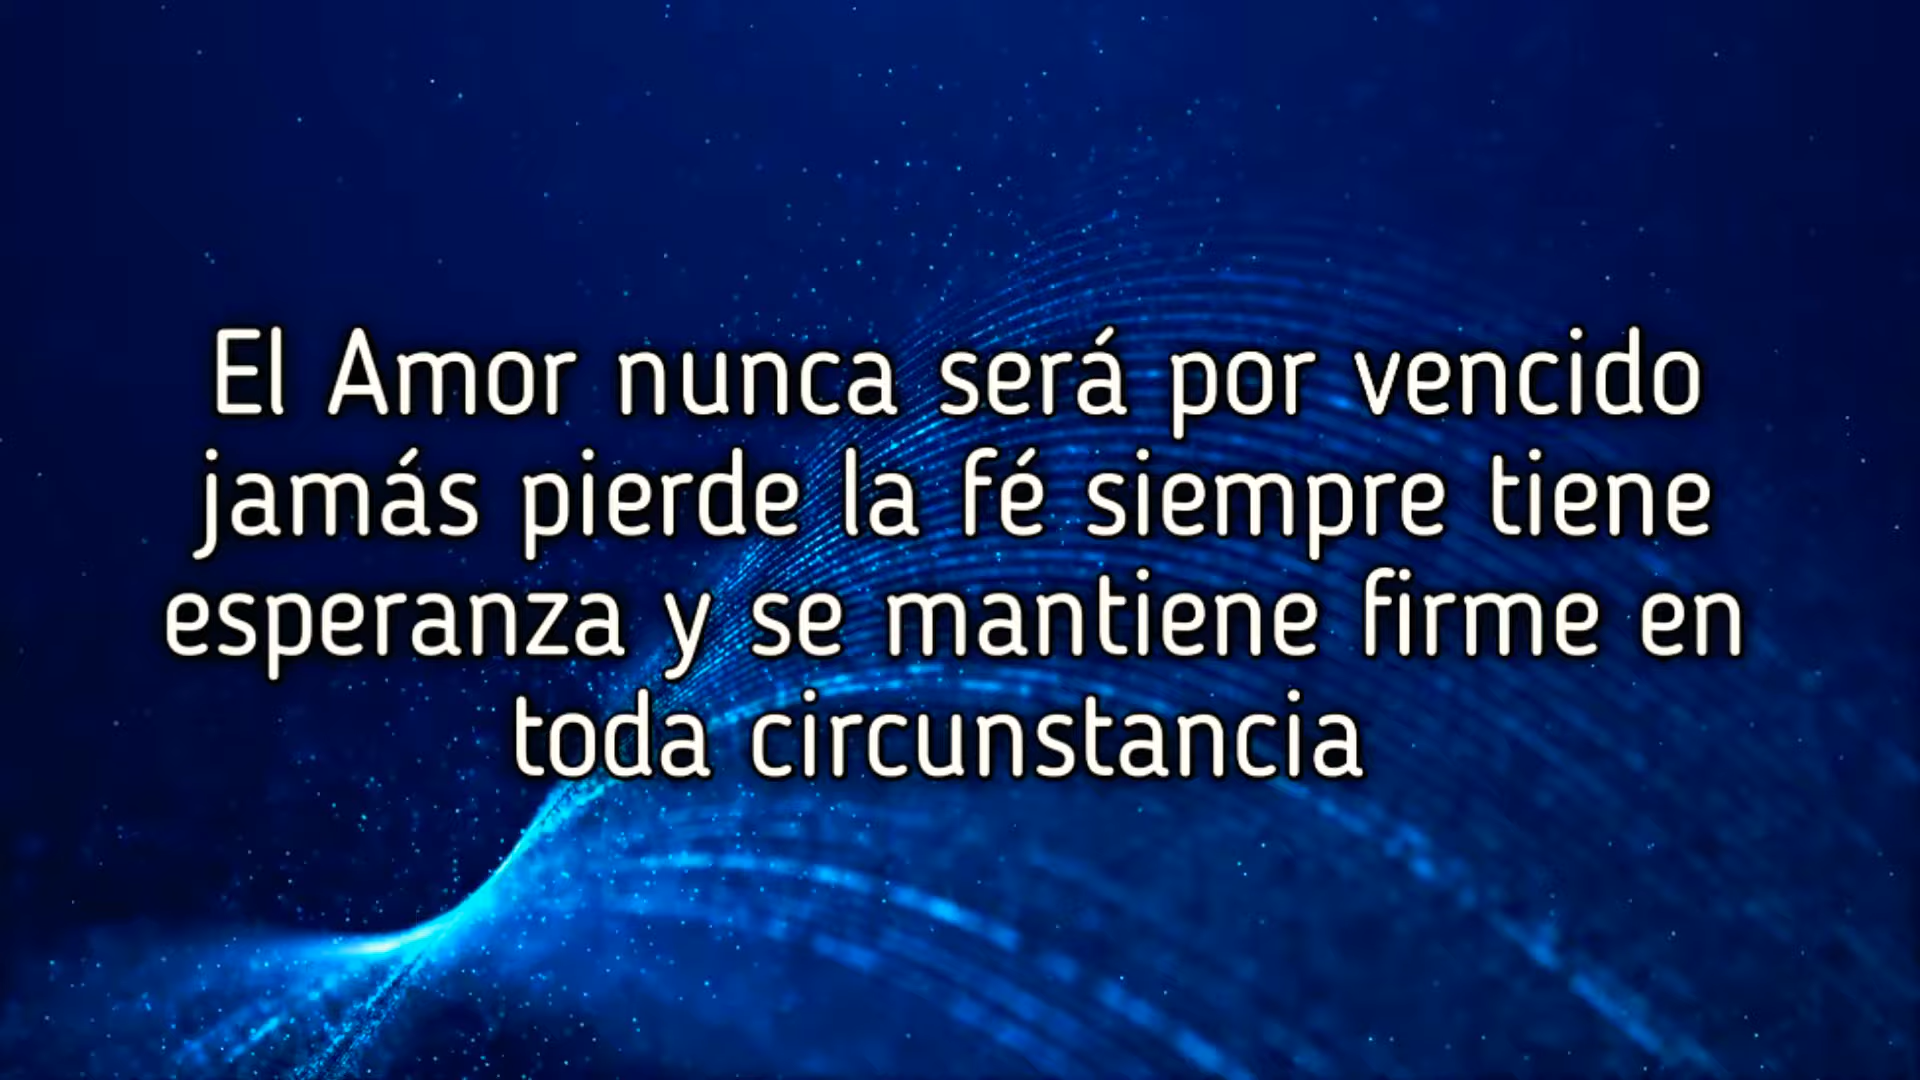 El Amor nunca será por vencido
jamás pierde la fé siempre tiene
esperanza y se mantiene firme en
toda circunstancia